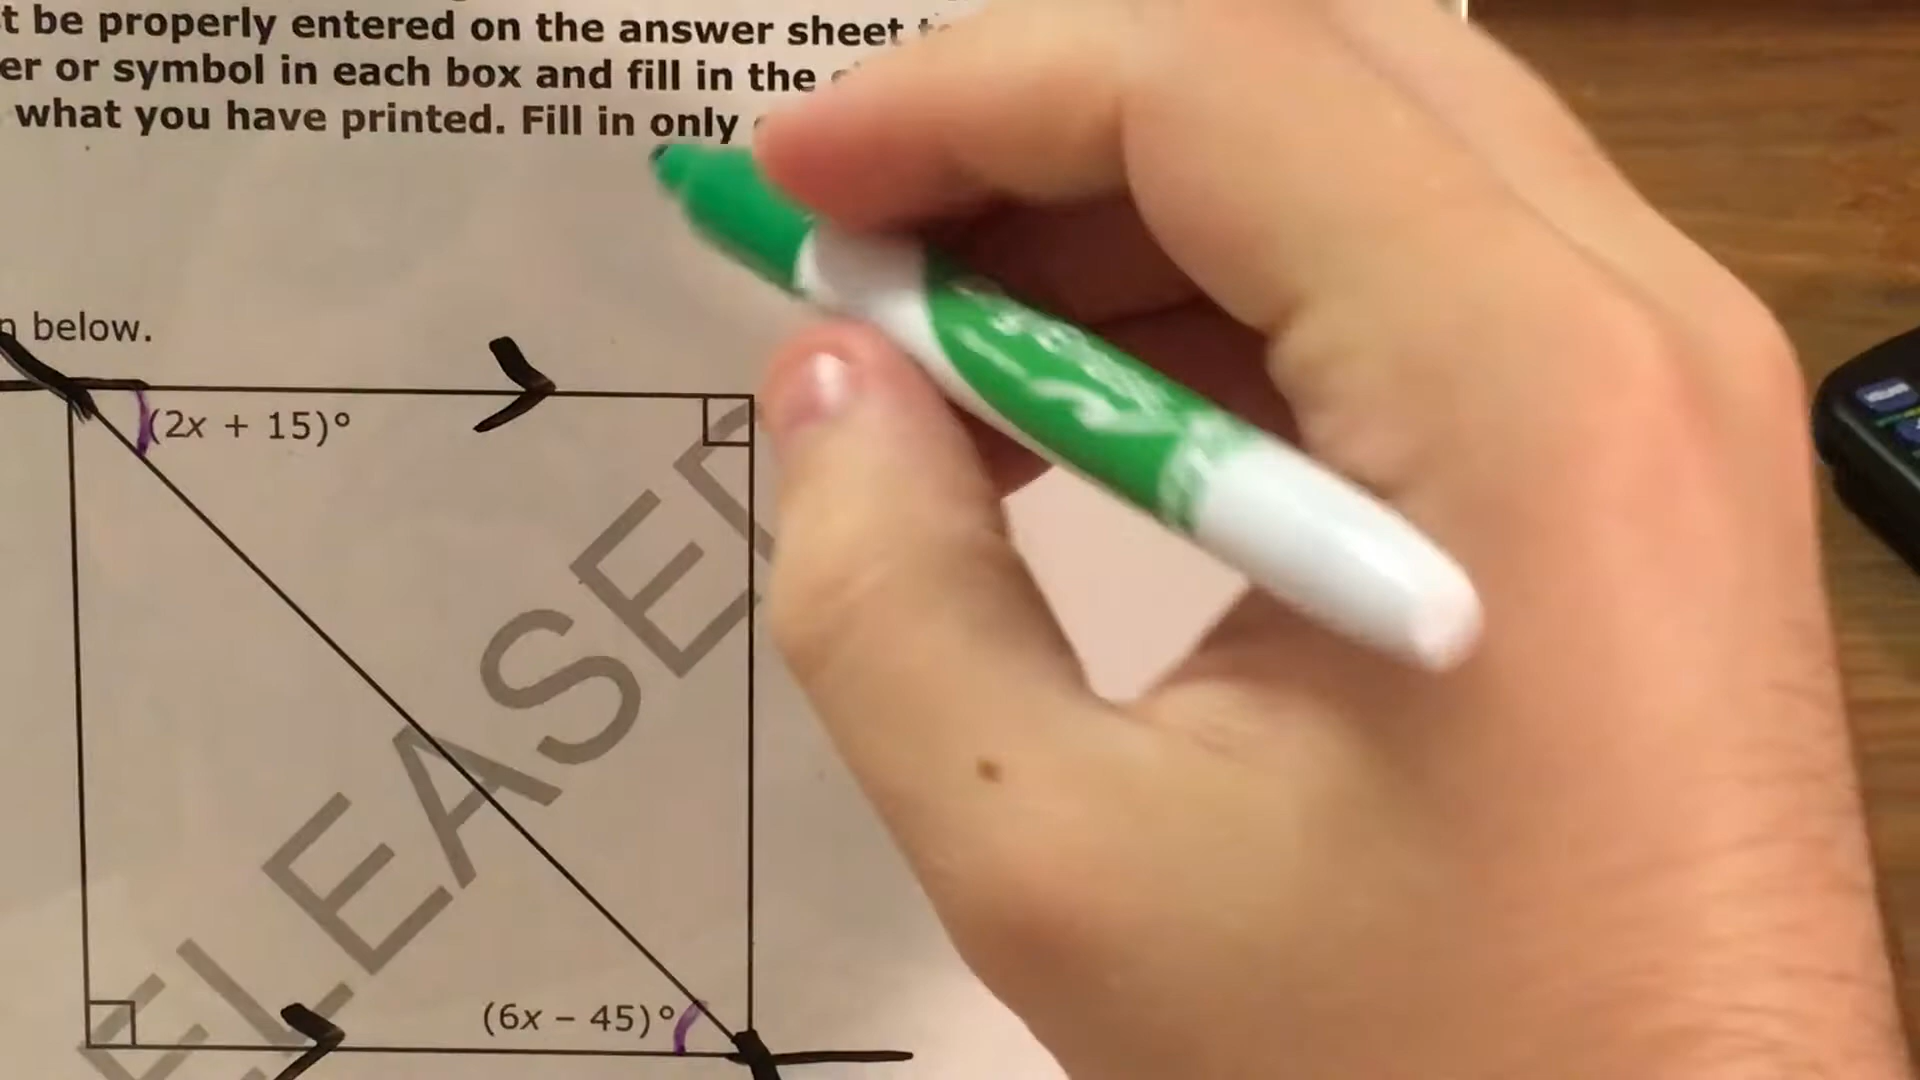 t be properly entered on the answer sheet
er or symbol in each box and fill in the
what you have printed. Fill in only
n below.
(2x + 15)°
ELEASED
(6x – 45)°